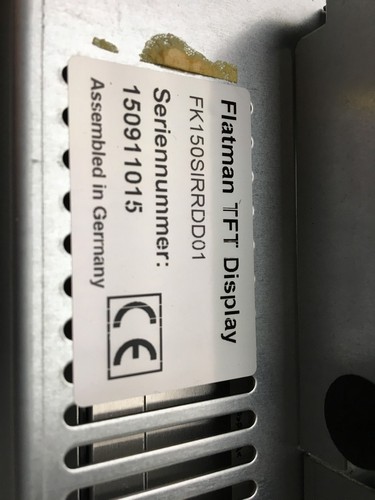 Flatman TFT Display
FK150SIRRDD01
Seriennummer:
150911015
Assembled in Germany
CE